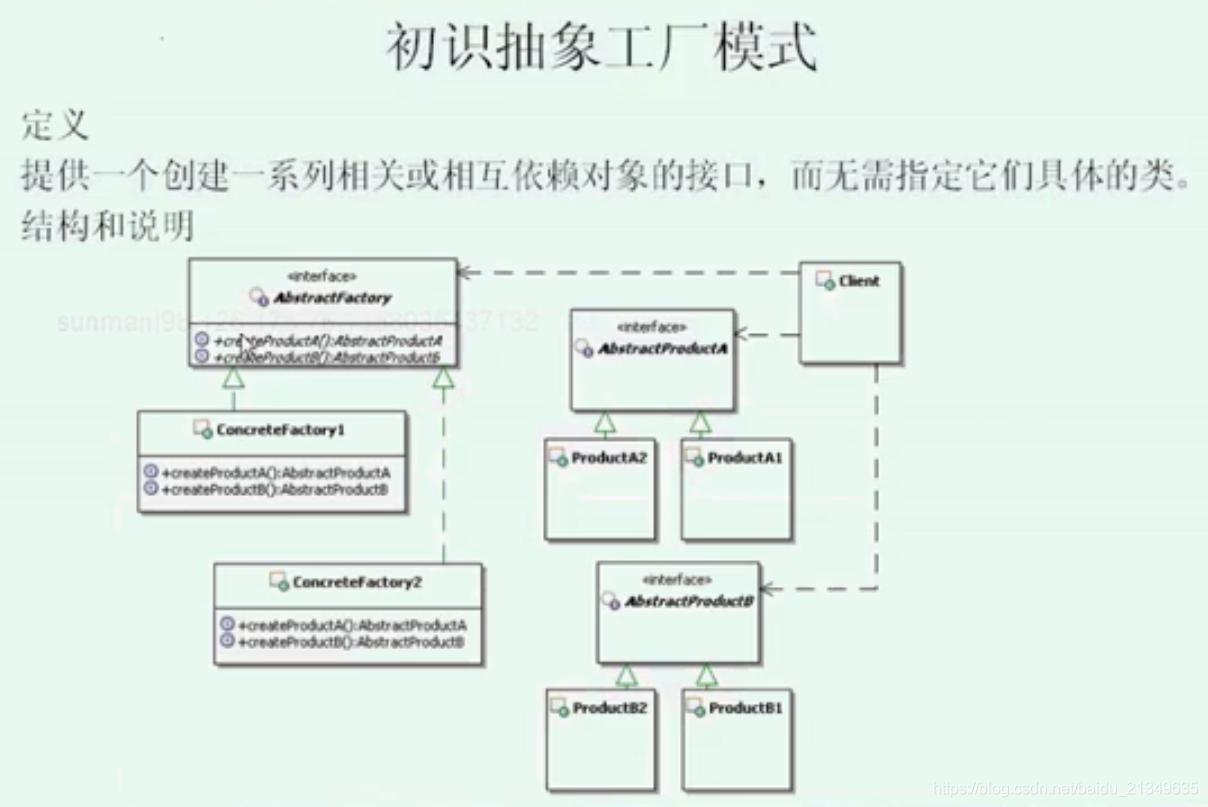 初识抽象工厂模式
定义
提供一个创建一系列相关或相互依赖对象的接口，而无需指定它们具体的类。
结构和说明
«interface»
AbstractFactory
+createProductA():AbstractProductA
+createProductB():AbstractProductB
Client
«interface»
AbstractProductA
ConcreteFactory1
+createProductA():AbstractProductA
+createProductB():AbstractProductB
ProductA2
ProductA1
ConcreteFactory2
+createProductA():AbstractProductA
+createProductB():AbstractProductB
«interface»
AbstractProductB
ProductB2
ProductB1
https://blog.csdn.net/baidu_21349635